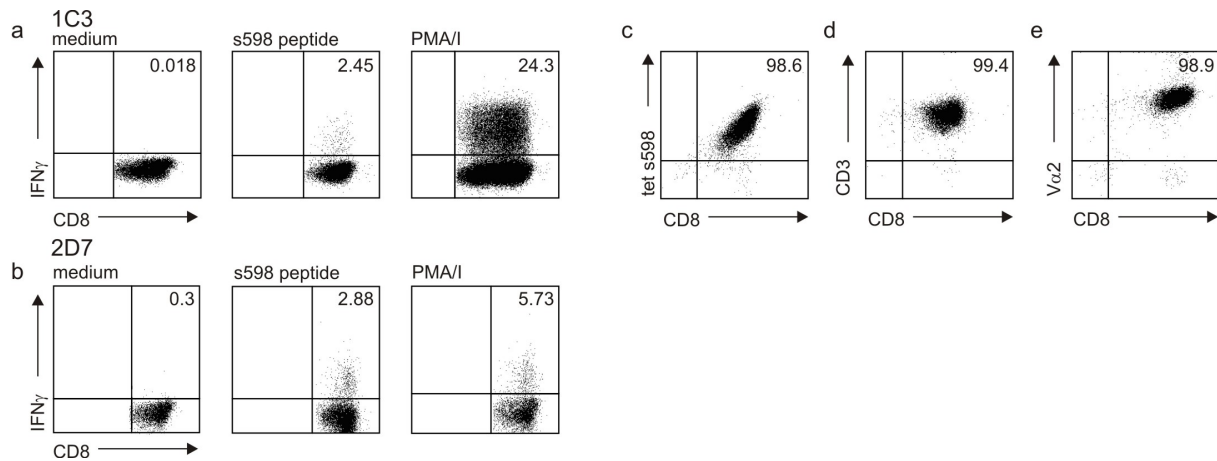 1C3
a
medium
0.018
IFNγ
CD8
s598 peptide
2.45
PMA/I
24.3
2D7
b
medium
0.3
IFNγ
CD8
s598 peptide
2.88
PMA/I
5.73
c
98.6
tet s598
CD8
d
99.4
CD3
CD8
e
98.9
Vα2
CD8